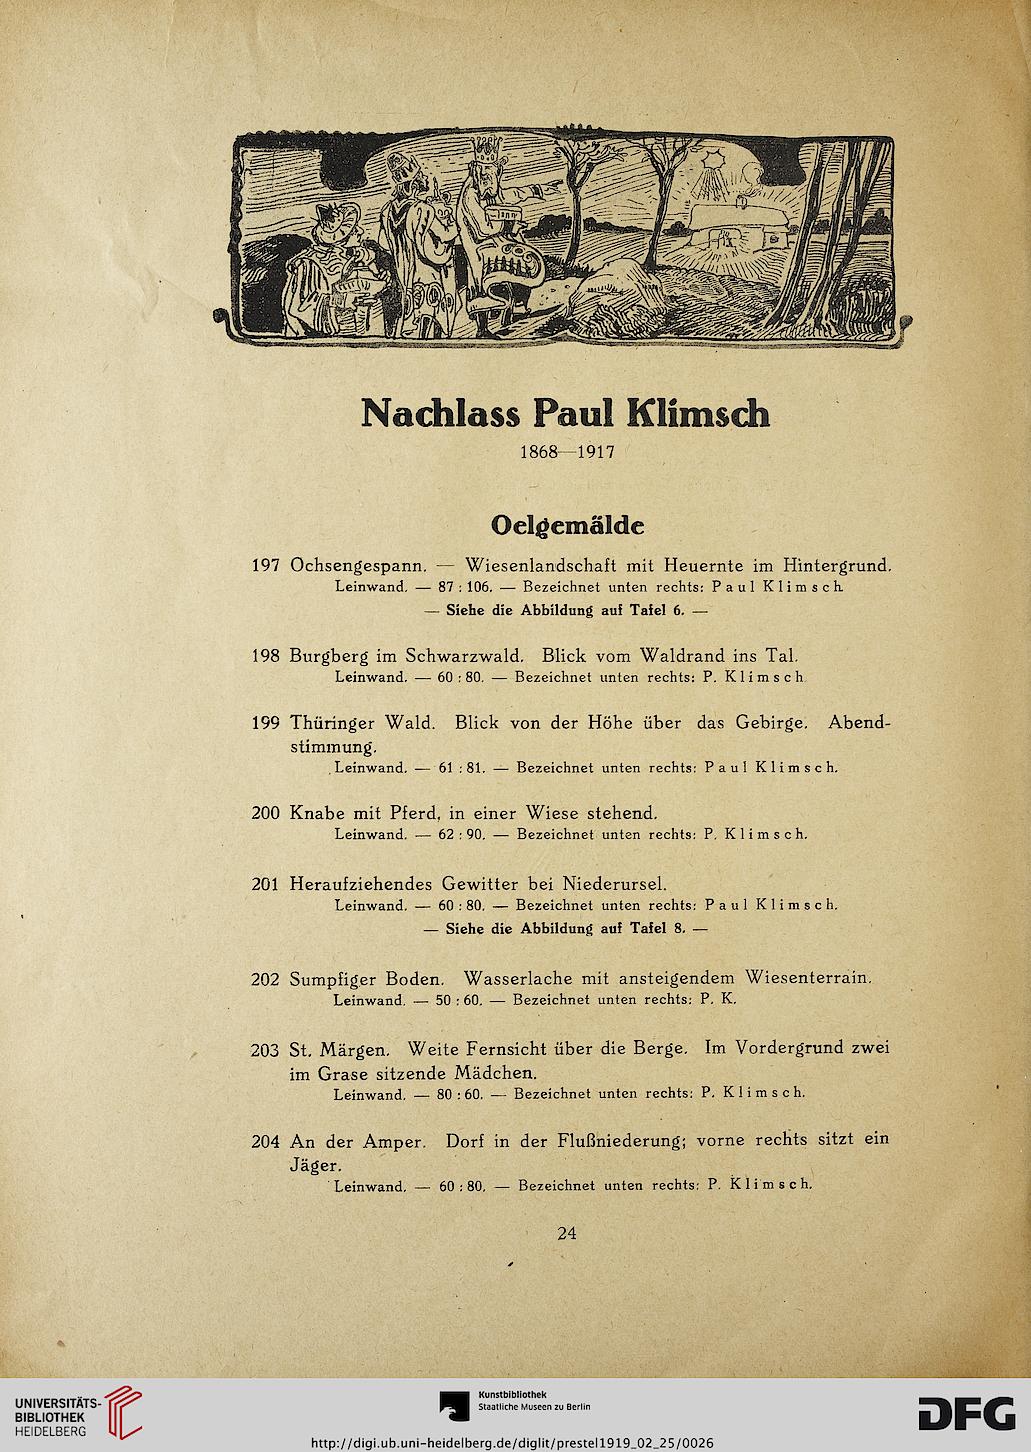 Nachlass Paul Klimsch
1868—1917
Oelgemälde
197 Ochsengespann. — Wiesenlandschaft mit Heuernte im Hintergrund.
Leinwand. — 87 : 106. — Bezeichnet unten rechts: Paul Klimsch
— Siehe die Abbildung auf Tafel 6. —
198 Burgberg im Schwarzwald. Blick vom Waldrand ins Tal.
Leinwand. — 60 : 80. — Bezeichnet unten rechts: P. Klimsch
199 Thüringer Wald. Blick von der Höhe über das Gebirge. Abend-
stimmung.
Leinwand. — 61 : 81. — Bezeichnet unten rechts: Paul Klimsch.
200 Knabe mit Pferd, in einer Wiese stehend.
Leinwand. — 62 : 90. — Bezeichnet unten rechts: P. Klimsch.
201 Heraufziehendes Gewitter bei Niederursel.
Leinwand. — 60 : 80. — Bezeichnet unten rechts: Paul Klimsch.
— Siehe die Abbildung auf Tafel 8. —
202 Sumpfiger Boden. Wasserlache mit ansteigendem Wiesenterrain.
Leinwand. — 50 : 60. — Bezeichnet unten rechts: P. K.
203 St. Märgen. Weite Fernsicht über die Berge. Im Vordergrund zwei
im Grase sitzende Mädchen.
Leinwand. — 80 : 60. — Bezeichnet unten rechts: P. Klimsch.
204 An der Amper. Dorf in der Flußniederung; vorne rechts sitzt ein
Jäger.
Leinwand. — 60 : 80. — Bezeichnet unten rechts: P. Klimsch.
24
UNIVERSITÄTS-
BIBLIOTHEK
HEIDELBERG
Kunstbibliothek
Staatliche Museen zu Berlin
DFG
http://digi.ub.uni-heidelberg.de/diglit/prestel1919_02_25/0026